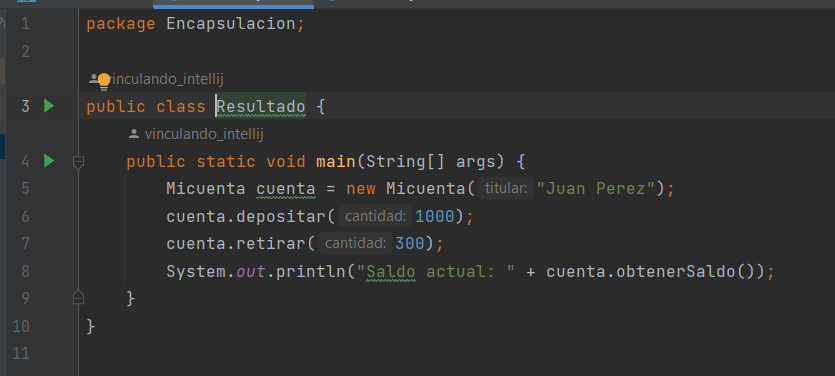 1 package Encapsulacion;
2
vinculando_intellij
3 public class Resultado {
vinculando_intellij
4 public static void main(String[] args) {
5 Micuenta cuenta = new Micuenta( titular: "Juan Perez");
6 cuenta.depositar( cantidad: 1000);
7 cuenta.retirar( cantidad: 300);
8 System.out.println("Saldo actual: " + cuenta.obtenerSaldo());
9 }
10 }
11